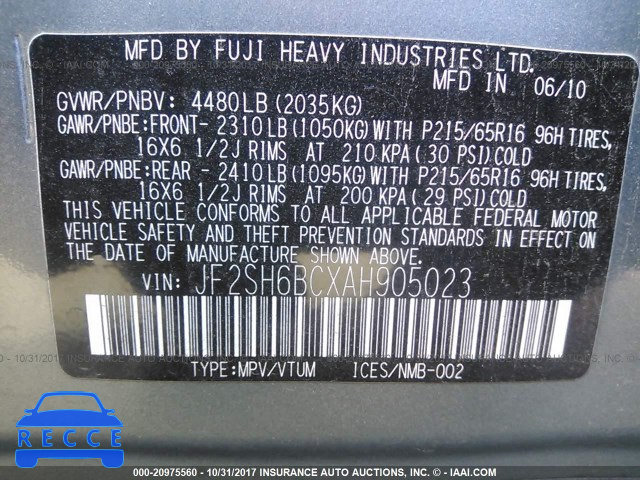 MFD BY FUJI HEAVY INDUSTRIES LTD.
MFD IN 06/10
GVWR/PNBV: 4480LB(2035KG)
GAWR/PNBE:FRONT- 2310LB(1050KG)WITH P215/65R16 96H TIRES,
16X6 1/2J RIMS AT 210 KPA( 30 PSI)COLD
GAWR/PNBE:REAR - 2410LB(1095KG)WITH P215/65R16 96H TIRES,
16X6 1/2J RIMS AT 200 KPA( 29 PSI)COLD
THIS VEHICLE CONFORMS TO ALL APPLICABLE FEDERAL MOTOR
VEHICLE SAFETY AND THEFT PREVENTION STANDARDS IN EFFECT ON
THE DATE OF MANUFACTURE SHOWN ABOVE.
VIN: JF2SH6BCXAH905023
TYPE:MPV/VTUM ICES/NMB-002
RECCE
000-20975560 - 10/31/2017 INSURANCE AUTO AUCTIONS, INC. - © - IAAI.COM